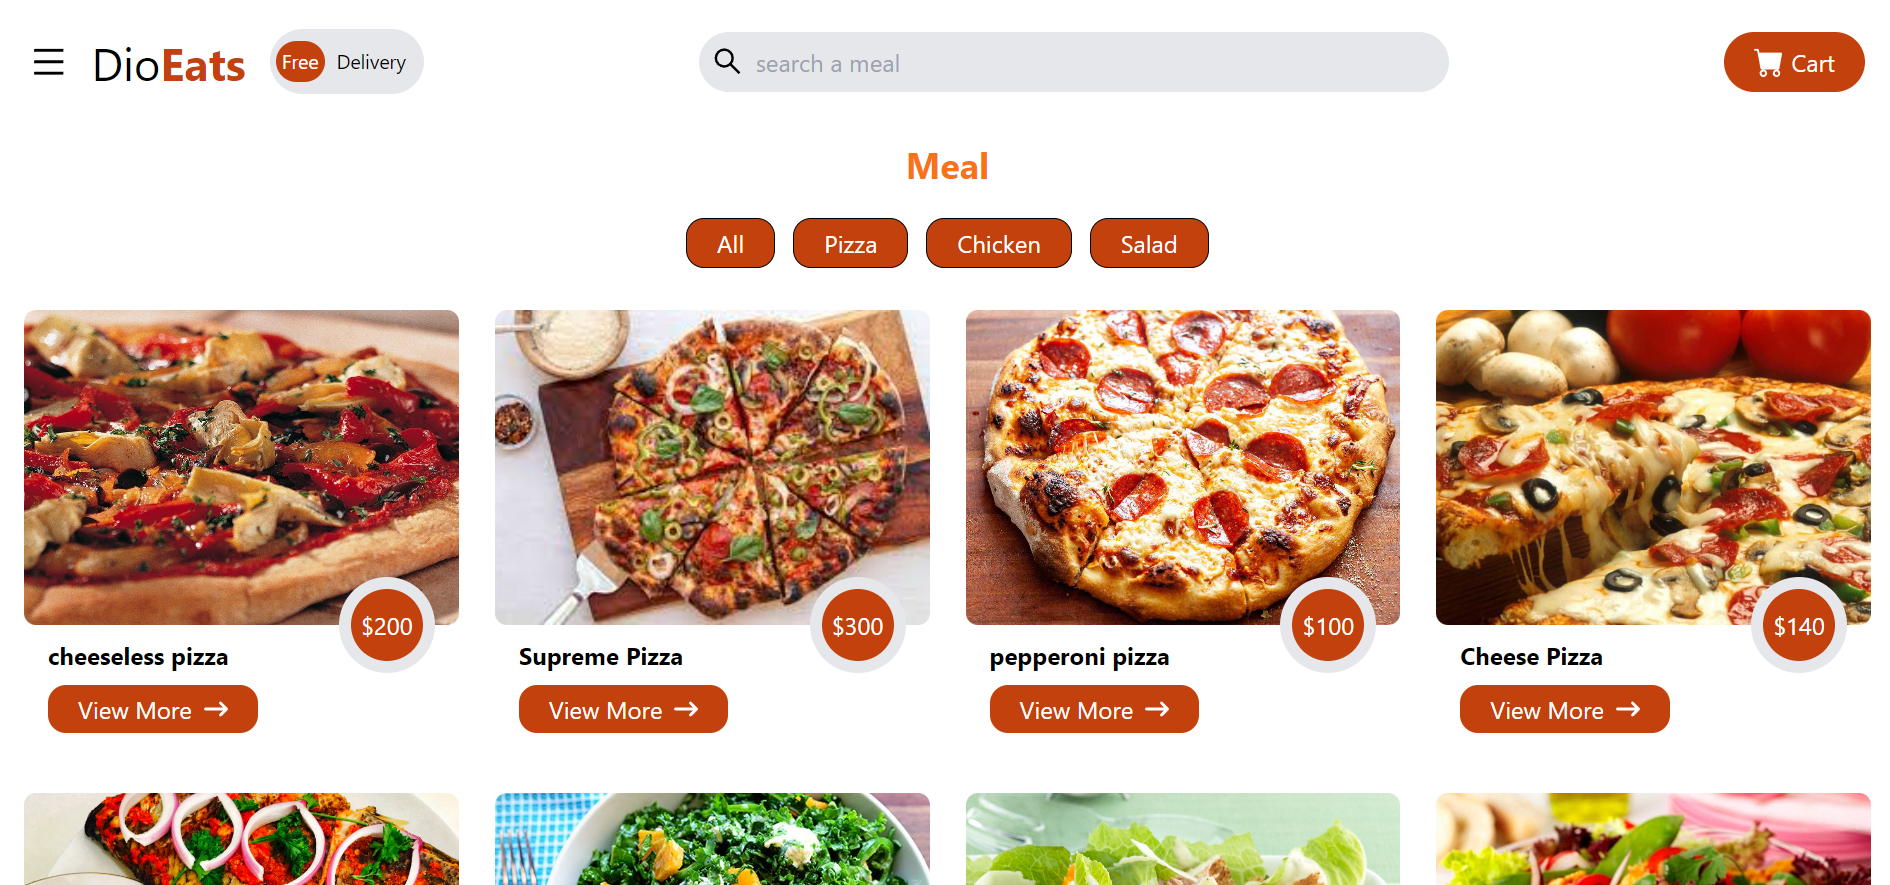 DioEats
Free Delivery
search a meal
Cart
Meal
All Pizza Chicken Salad
$200 $300 $100 $140
cheeseless pizza Supreme Pizza pepperoni pizza Cheese Pizza
View More → View More → View More → View More →